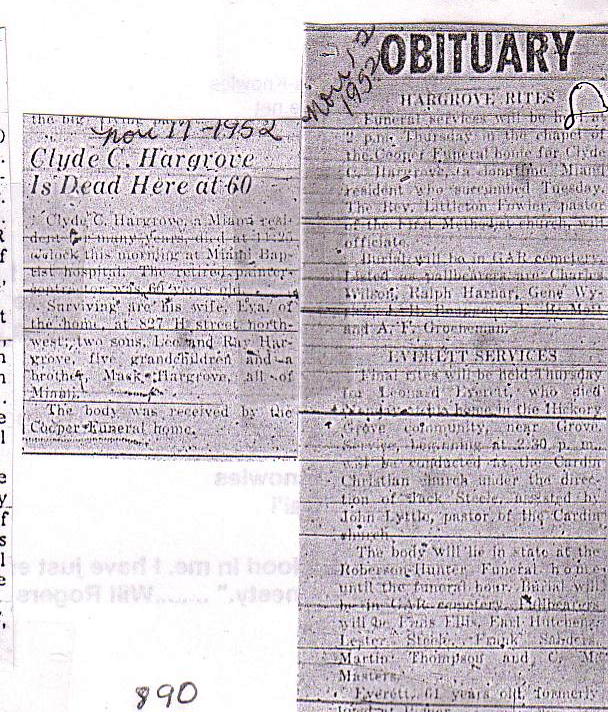 Nov 11-1952
Clyde C. Hargrove
Is Dead Here at 60
Clyde C. Hargrove, a Miami resi-
dent for many years, died at 11:25
o'clock this morning at Miami Bap-
tist hospital. The retired painter
contractor was 60 years old.
Surviving are his wife, Eva, of
the home, at 827 H street north-
west, two sons, Leo and Ray Har-
grove, five grandchildren and a
brother, Mack Hargrove, all of
Miami.
The body was received by the
Cooper Funeral home.
890
Nov. 12
1952
OBITUARY
HARGROVE RITES
Funeral services will be held at
2 p.m. Thursday in the chapel of
the Cooper Funeral home for Clyde
C. Hargrove, a longtime Miami
resident who succumbed Tuesday.
The Rev. Littleton Fowler, pastor
of the First Methodist church, will
officiate.
Burial will be in GAR cemetery.
Listed as pallbearers are Charles
Wilson, Ralph Harnar, Gene Wy-
and A. F. Grocheman.
EVERETT SERVICES
Final rites will be held Thursday
for Leonard Everett, who died
home in the Hickory
Grove community, near Grove.
Service, beginning at 2:30 p. m.,
will be conducted at the Cardin
Christian church under the direc-
tion of Jack Steele, assisted by
John Lyttle, pastor of the Cardin
church.
The body will lie in state at the
Roberson-Hunter Funeral home
until the funeral hour. Burial will
be in GAR cemetery. Pallbearers
will be Enos Ellis, Earl Hutchens,
Lester Steele, Frank Sanders,
Martin Thompson and C. M.
Masters.
Everett, 61 years old, formerly